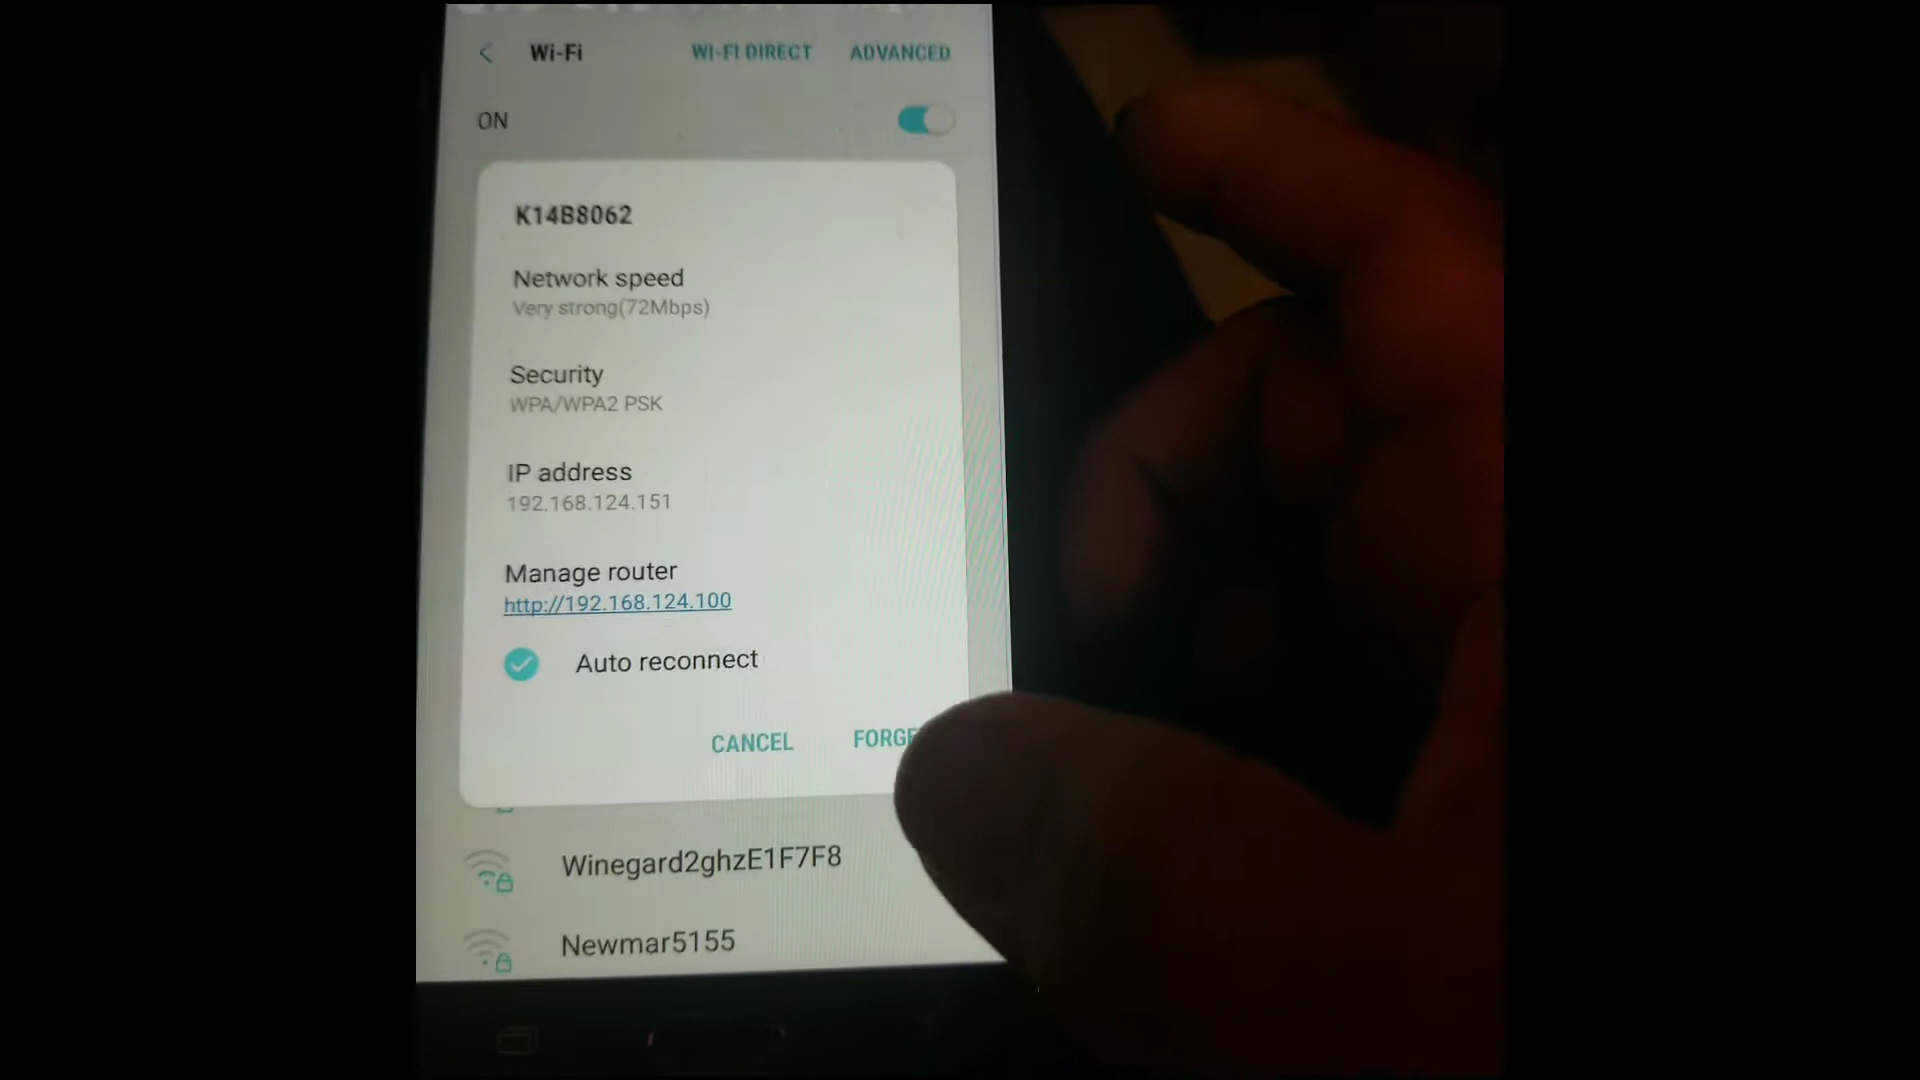 Wi-Fi WI-FI DIRECT ADVANCED
ON
K14B8062
Network speed
Very strong(72Mbps)
Security
WPA/WPA2 PSK
IP address
192.168.124.151
Manage router
http://192.168.124.100
Auto reconnect
CANCEL FORGE
Winegard2ghzE1F7F8
Newmar5155